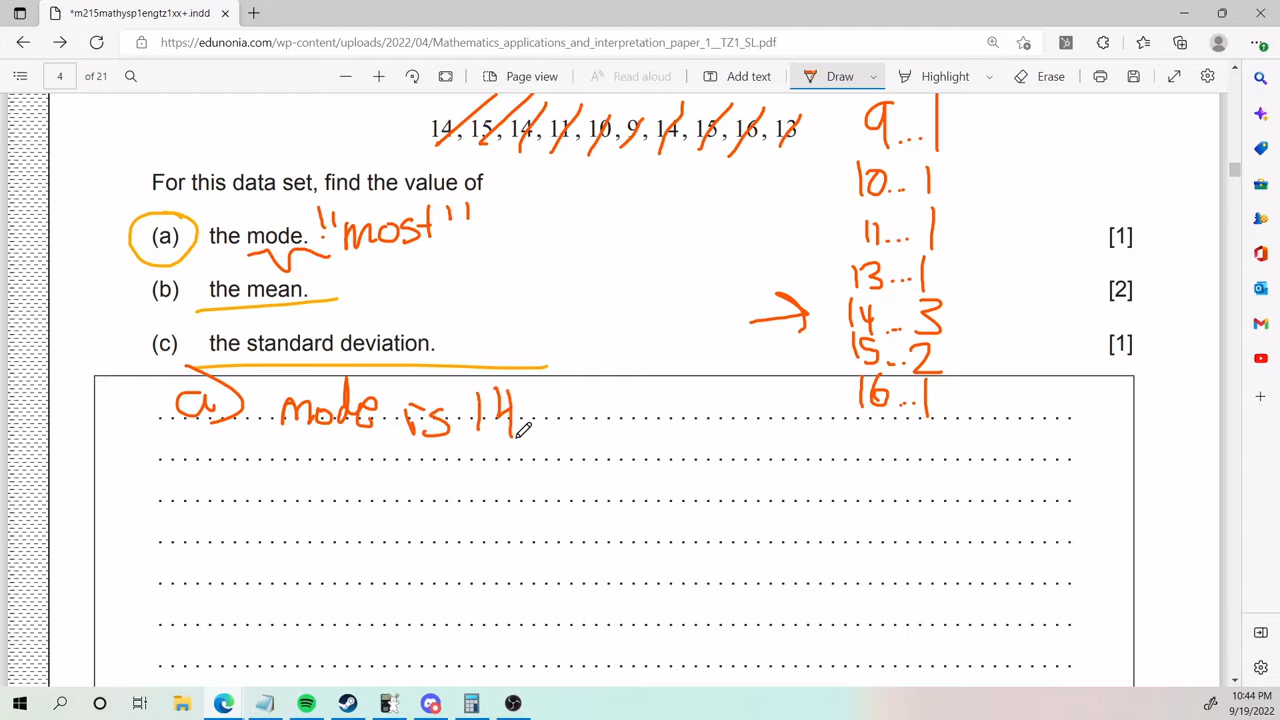 *m215mathysp1engtz1xx+.indd
https://edunonia.com/wp-content/uploads/2022/04/Mathematics_applications_and_interpretation_paper_1__TZ1_SL.pdf
4 of 21
Page view
Read aloud
Add text
Draw
Highlight
Erase
14, 15, 14, 11, 10, 9, 14, 15, 16, 13
9...1
10...1
11...1
13...1
14...3
15...2
16...1
For this data set, find the value of
(a) the mode. "most" [1]
(b) the mean. [2]
(c) the standard deviation. [1]
a) mode is 14
10:44 PM
9/19/2022